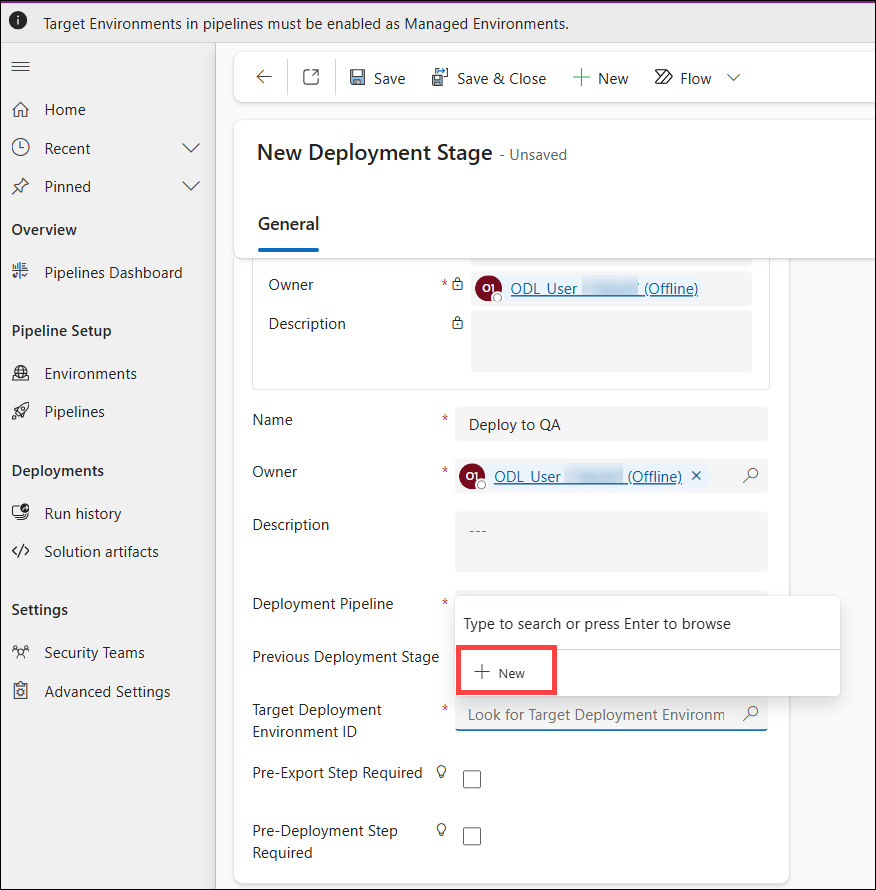 Target Environments in pipelines must be enabled as Managed Environments.
Save
Save & Close
New
Flow
Home
Recent
Pinned
Overview
Pipelines Dashboard
Pipeline Setup
Environments
Pipelines
Deployments
Run history
Solution artifacts
Settings
Security Teams
Advanced Settings
New Deployment Stage - Unsaved
General
Owner * O1 ODL_User (Offline)
Description
Name * Deploy to QA
Owner * O1 ODL_User (Offline)
Description ---
Deployment Pipeline *
Type to search or press Enter to browse
Previous Deployment Stage
New
Target Deployment
Environment ID
* Look for Target Deployment Environm
Pre-Export Step Required
Pre-Deployment Step
Required